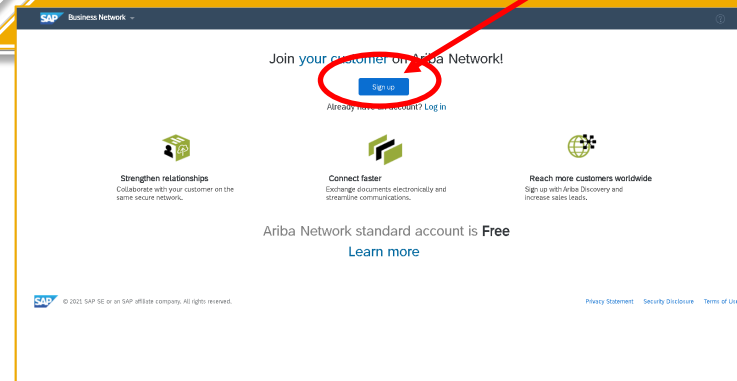 SAP Business Network
Join your customer on Ariba Network!
Sign up
Already have an account? Log in
Strengthen relationships
Collaborate with your customer on the
same secure network.
Connect faster
Exchange documents electronically and
streamline communications.
Reach more customers worldwide
Sign up with Ariba Discovery and
increase sales leads.
Ariba Network standard account is Free
Learn more
SAP © 2021 SAP SE or an SAP affiliate company. All rights reserved.
Privacy Statement Security Disclosure Terms of Use